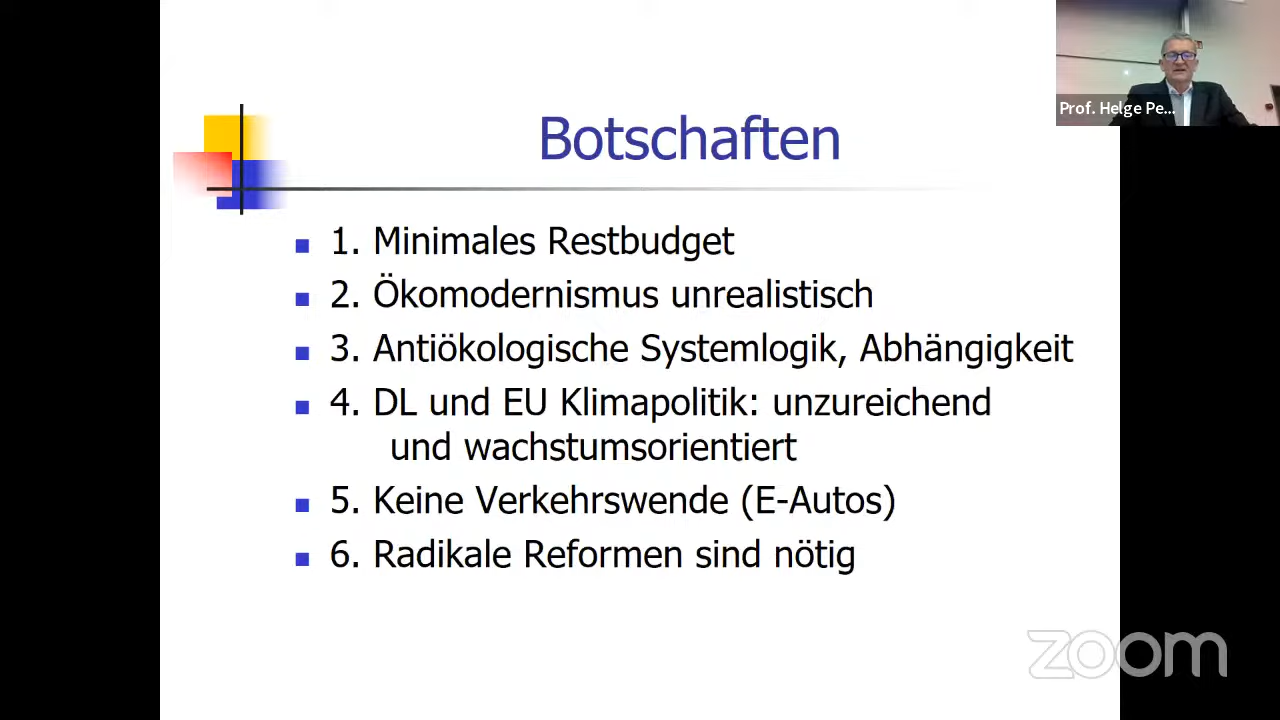 Botschaften
1. Minimales Restbudget
2. Ökomodernismus unrealistisch
3. Antiökologische Systemlogik, Abhängigkeit
4. DL und EU Klimapolitik: unzureichend
und wachstumsorientiert
5. Keine Verkehrswende (E-Autos)
6. Radikale Reformen sind nötig
Prof. Helge Pe...
zoom